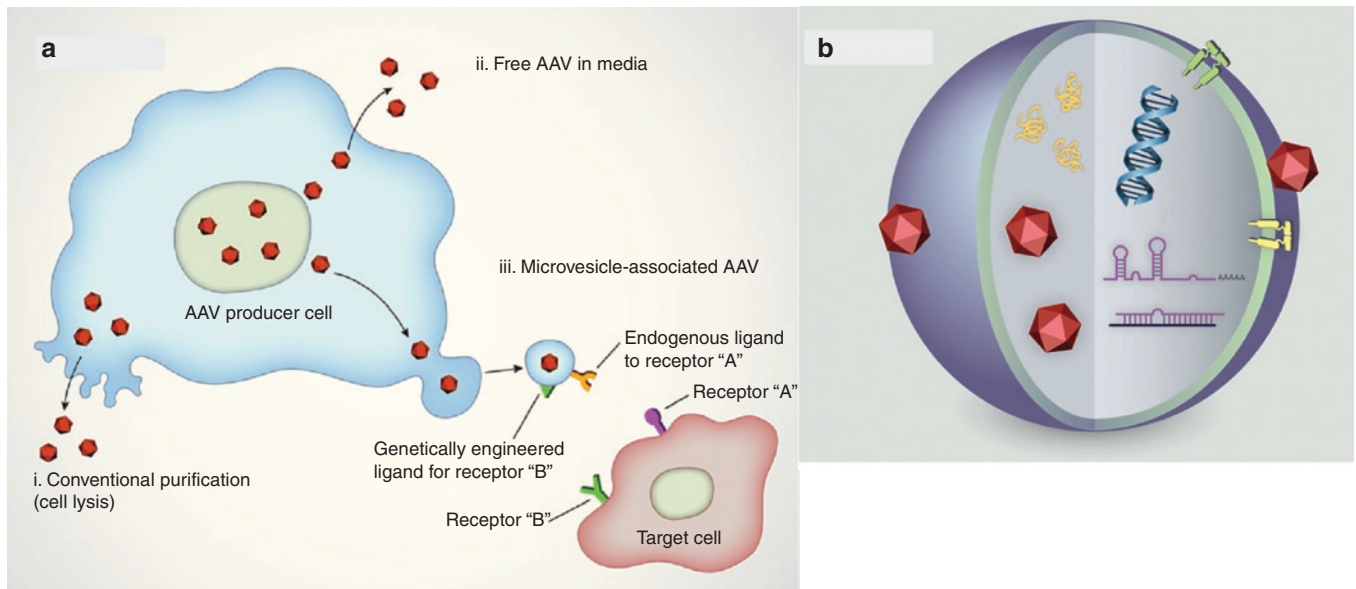 a
ii. Free AAV in media
iii. Microvesicle-associated AAV
AAV producer cell
Endogenous ligand
to receptor “A”
Receptor “A”
Genetically engineered
ligand for receptor “B”
i. Conventional purification
(cell lysis)
Receptor “B”
Target cell
b
AAAAA